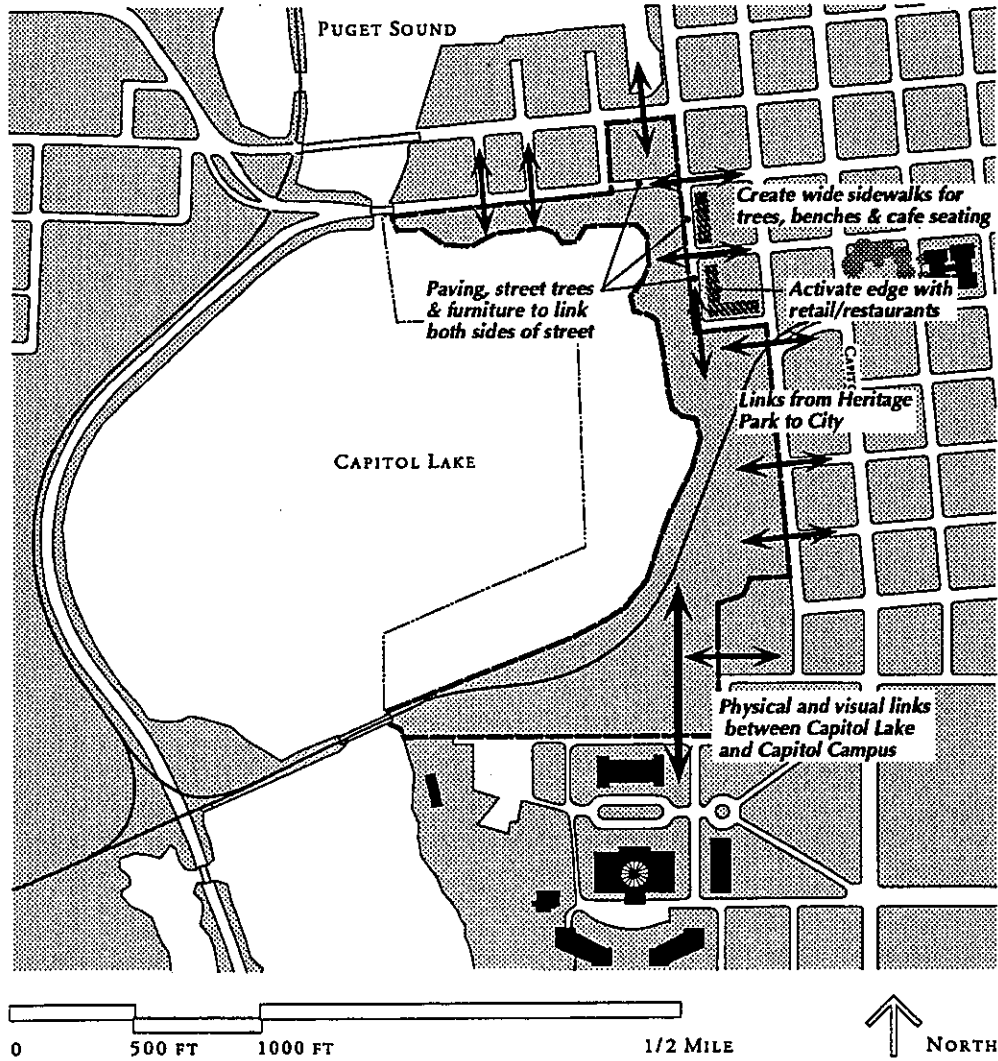 PUGET SOUND
Create wide sidewalks for
trees, benches & cafe seating
Paving, street trees
& furniture to link
both sides of street
Activate edge with
retail/restaurants
Links from Heritage
Park to City
CAPITOL LAKE
Physical and visual links
between Capitol Lake
and Capitol Campus
0
500 FT
1000 FT
1/2 MILE
NORTH